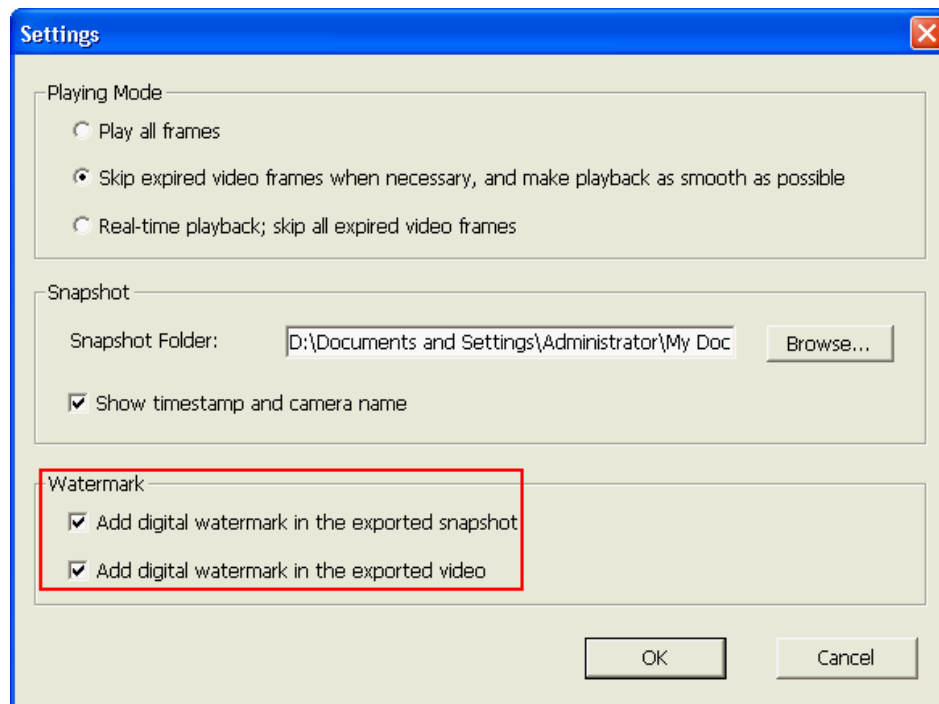 Settings
Playing Mode
Play all frames
Skip expired video frames when necessary, and make playback as smooth as possible
Real-time playback; skip all expired video frames
Snapshot
Snapshot Folder: D:\Documents and Settings\Administrator\My Doc Browse...
Show timestamp and camera name
Watermark
Add digital watermark in the exported snapshot
Add digital watermark in the exported video
OK Cancel